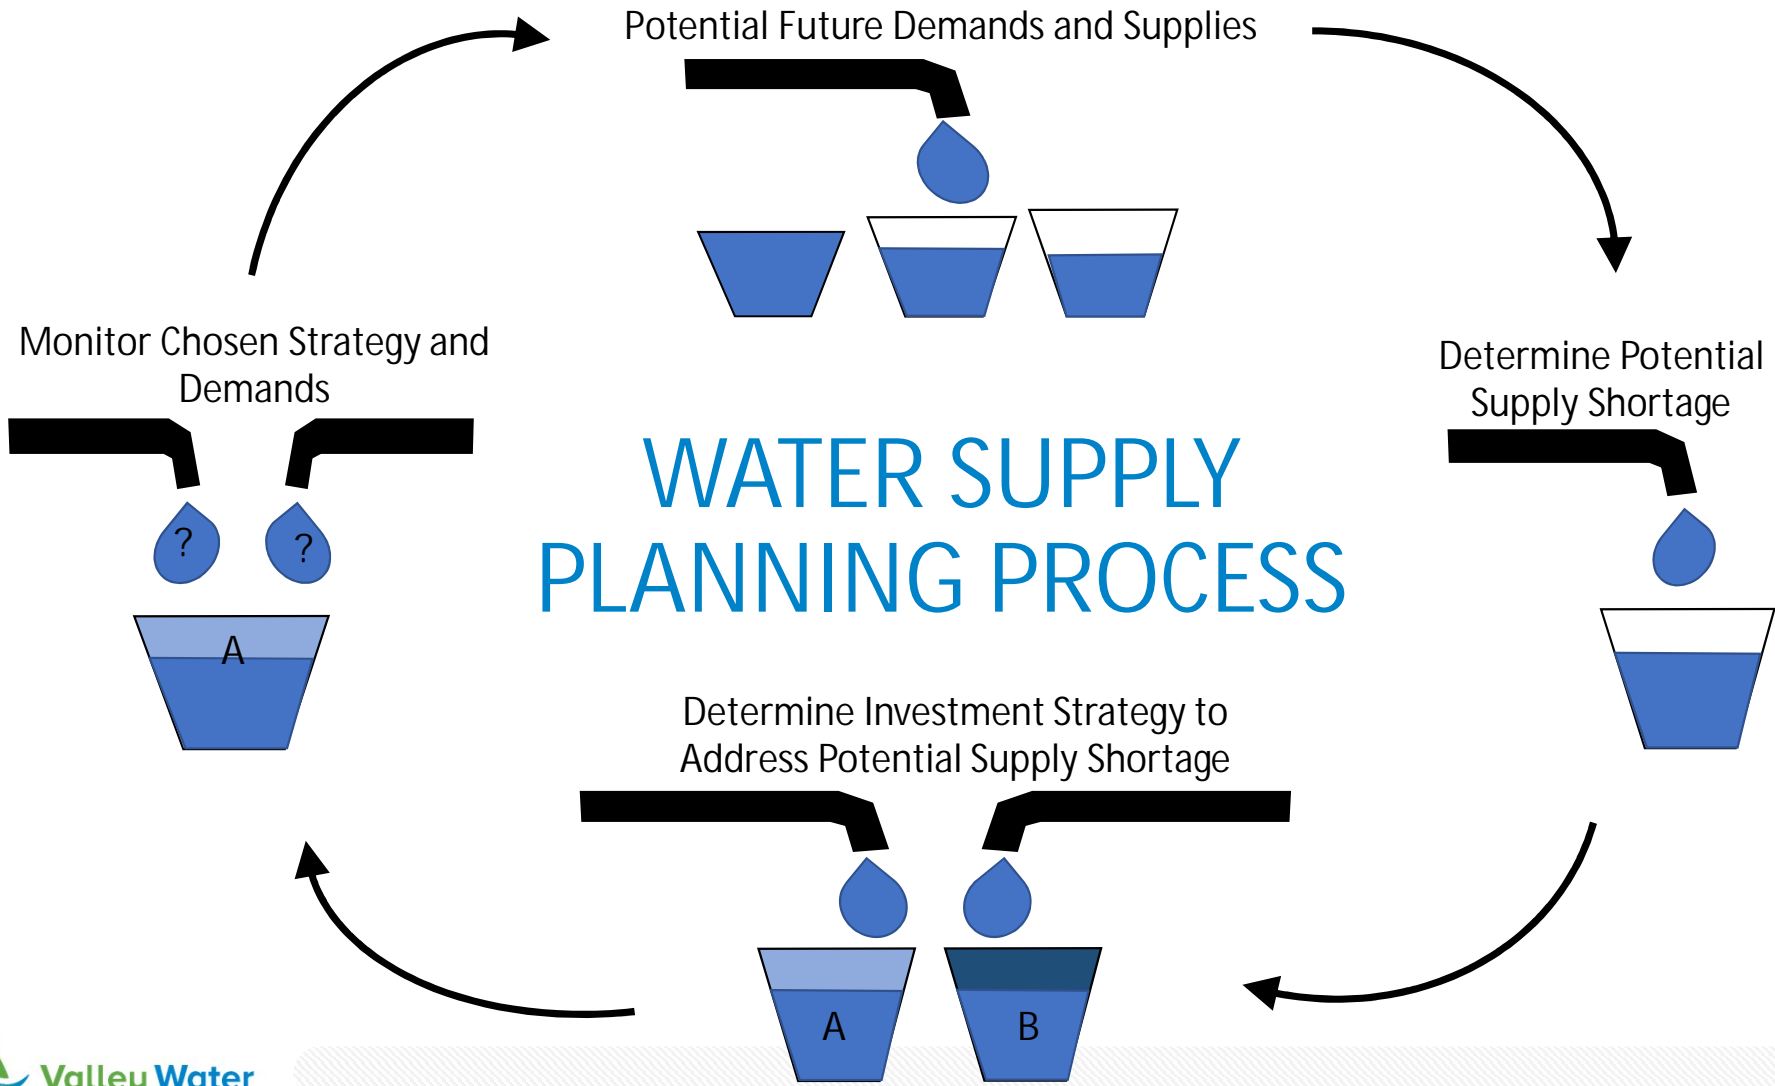 Potential Future Demands and Supplies
Monitor Chosen Strategy and
Demands
?
?
A
Determine Potential
Supply Shortage
WATER SUPPLY
PLANNING PROCESS
Determine Investment Strategy to
Address Potential Supply Shortage
A
B
Valley Water